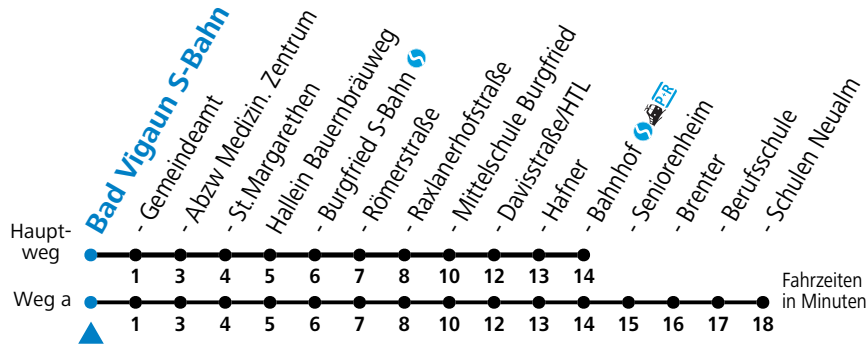 Bad Vigaun S-Bahn
- Gemeindeamt
- Abzw Medizin. Zentrum
- St.Margarethen
Hallein Bauernbräuweg
- Burgfried S-Bahn
- Römerstraße
- Raxlanerhofstraße
- Mittelschule Burgfried
- Davisstraße/HTL
- Hafner
- Bahnhof P+R
- Seniorenheim
- Brenter
- Berufsschule
- Schulen Neualm
Haupt-
weg
1 3 4 5 6 7 8 10 12 13 14
Weg a
1 3 4 5 6 7 8 10 12 13 14 15 16 17 18
Fahrzeiten
in Minuten